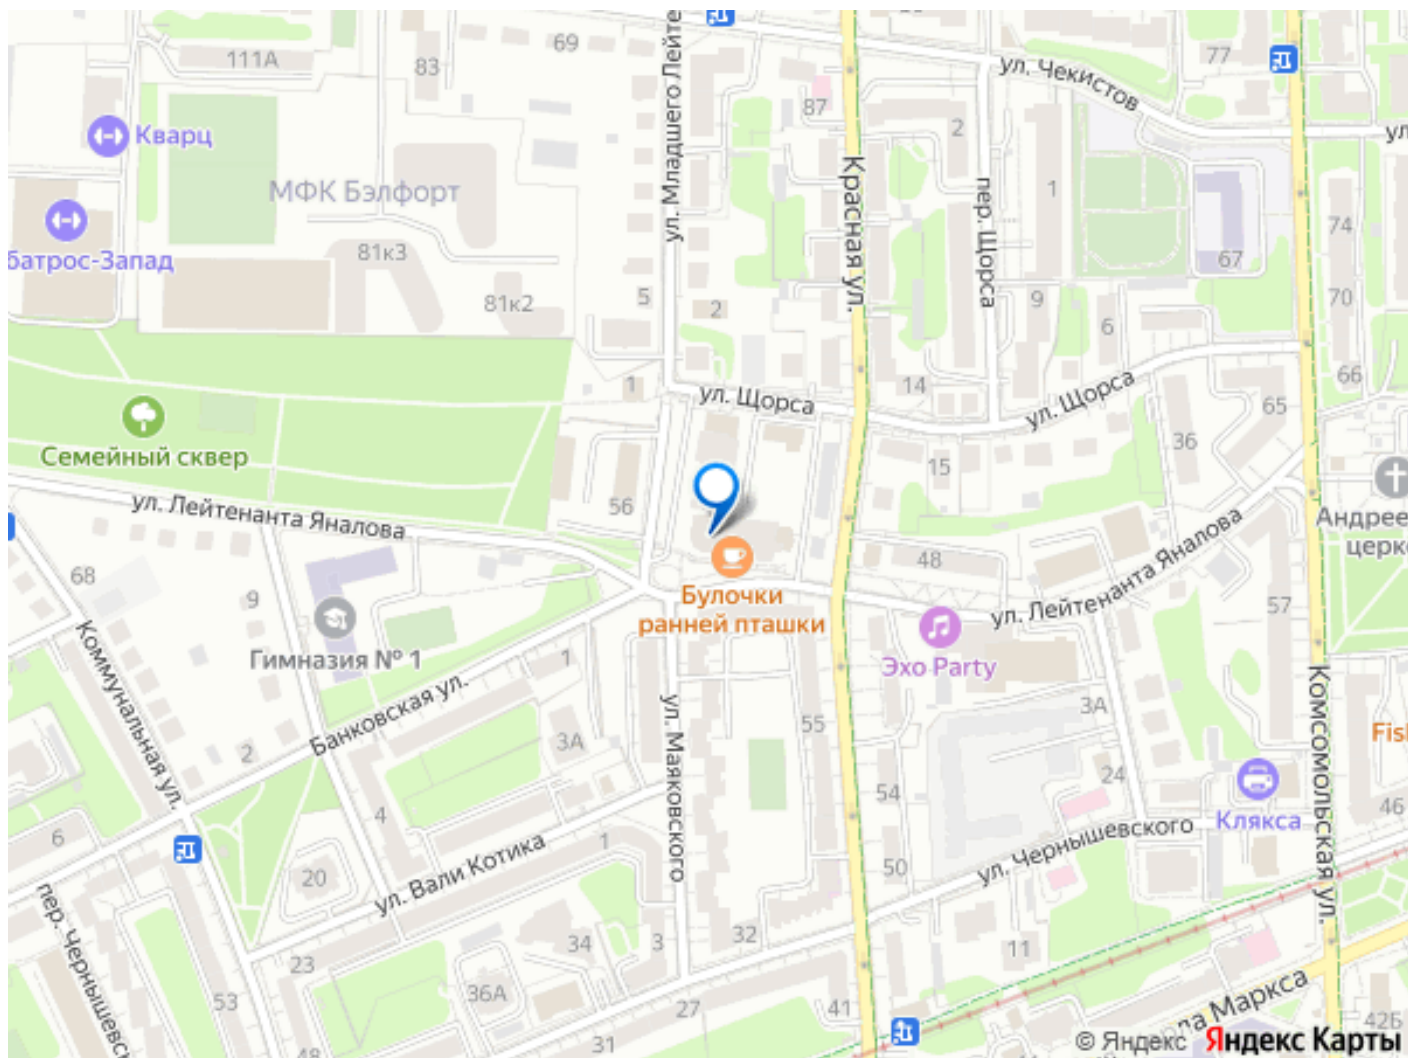 69
111А
83
77
ул. Чекистов
Кварц
87
2
ул. Младшего Лейте
МФК Бэлфорт
Красная ул.
пер. Щорса
1
74
батрос-Запад
81к3
67
81к2
5
2
9
6
70
1
14
66
ул. Щорса
ул. Щорса
65
Семейный сквер
36
15
56
ул. Лейтенанта Яналова
Андрее
церк
68
48
9
ул. Лейтенанта Яналова
57
Булочки
ранней пташки
Гимназия № 1
1
Эхо Party
Коммунальная ул.
Банковская ул.
ул. Маяковского
Комсомольская ул.
3А
55
3А
Fisl
2
24
54
4
46
Клякса
6
1
ул. Чернышевского
20
ул. Вали Котика
50
пер. Чернышевск
34
3
32
11
23
36А
53
27
41
ла Маркса
42Б
31
48
© Яндекс Яндекс Карты